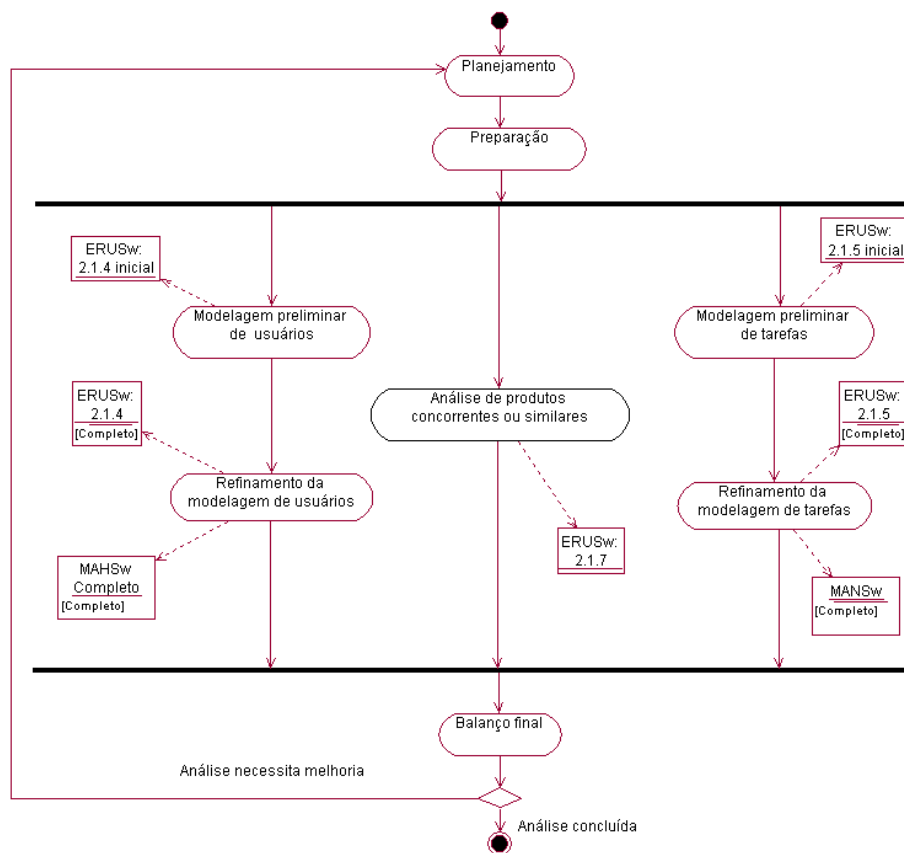 Planejamento
Preparação
ERUSw:
2.1.4 inicial
ERUSw:
2.1.5 inicial
Modelagem preliminar
de usuários
Modelagem preliminar
de tarefas
ERUSw:
2.1.4
[Completo]
Análise de produtos
concorrentes ou similares
ERUSw:
2.1.5
[Completo]
Refinamento da
modelagem de usuários
Refinamento da
modelagem de tarefas
ERUSw:
2.1.7
MAHSw
Completo
[Completo]
MANSw
[Completo]
Balanço final
Análise necessita melhoria
Análise concluída